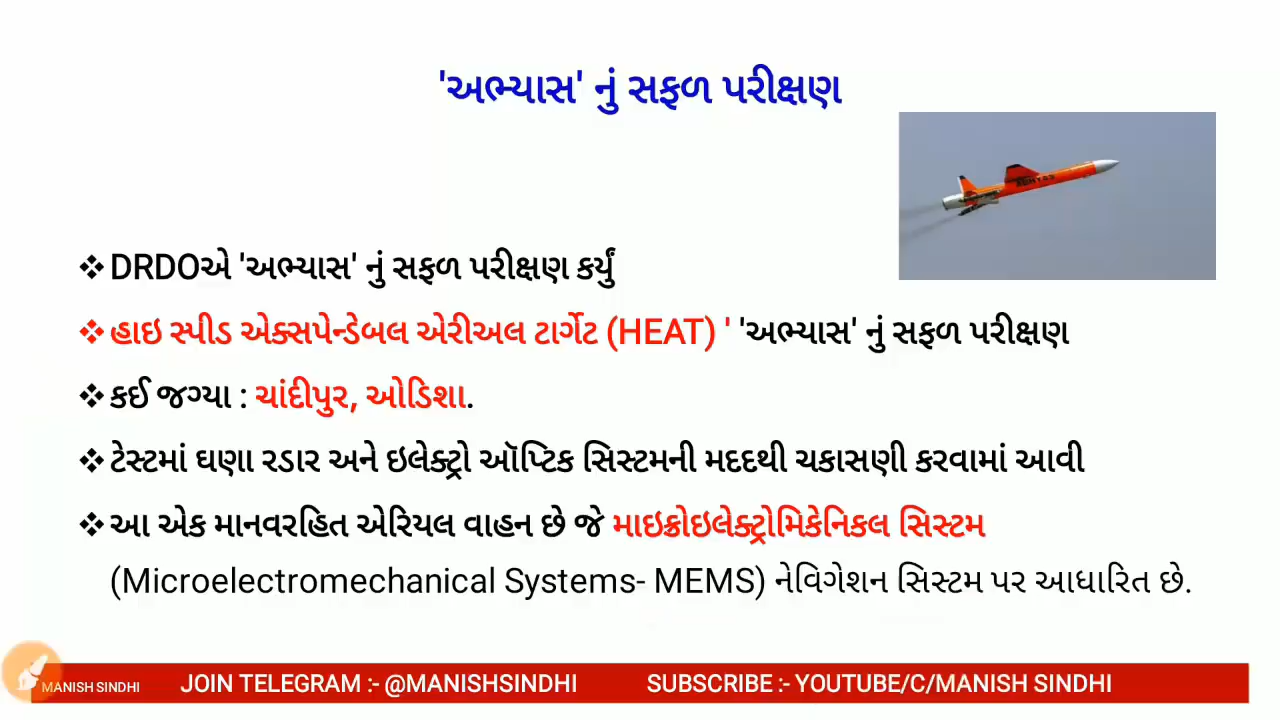 'અભ્યાસ' નું સફળ પરીક્ષણ
❖ DRDOએ 'અભ્યાસ' નું સફળ પરીક્ષણ કર્યું
❖ હાઇ સ્પીડ એક્સપેન્ડેબલ એરીઅલ ટાર્ગેટ (HEAT) ' 'અભ્યાસ' નું સફળ પરીક્ષણ
❖ કઈ જગ્યા : ચાંદીપુર, ઓડિશા.
❖ ટેસ્ટમાં ઘણા રડાર અને ઇલેક્ટ્રો ઑપ્ટિક સિસ્ટમની મદદથી ચકાસણી કરવામાં આવી
❖ આ એક માનવરહિત એરિયલ વાહન છે જે માઇક્રોઇલેક્ટ્રોમિકેનિકલ સિસ્ટમ
(Microelectromechanical Systems- MEMS) નેવિગેશન સિસ્ટમ પર આધારિત છે.
MANISH SINDHI JOIN TELEGRAM :- @MANISHSINDHI SUBSCRIBE :- YOUTUBE/C/MANISH SINDHI